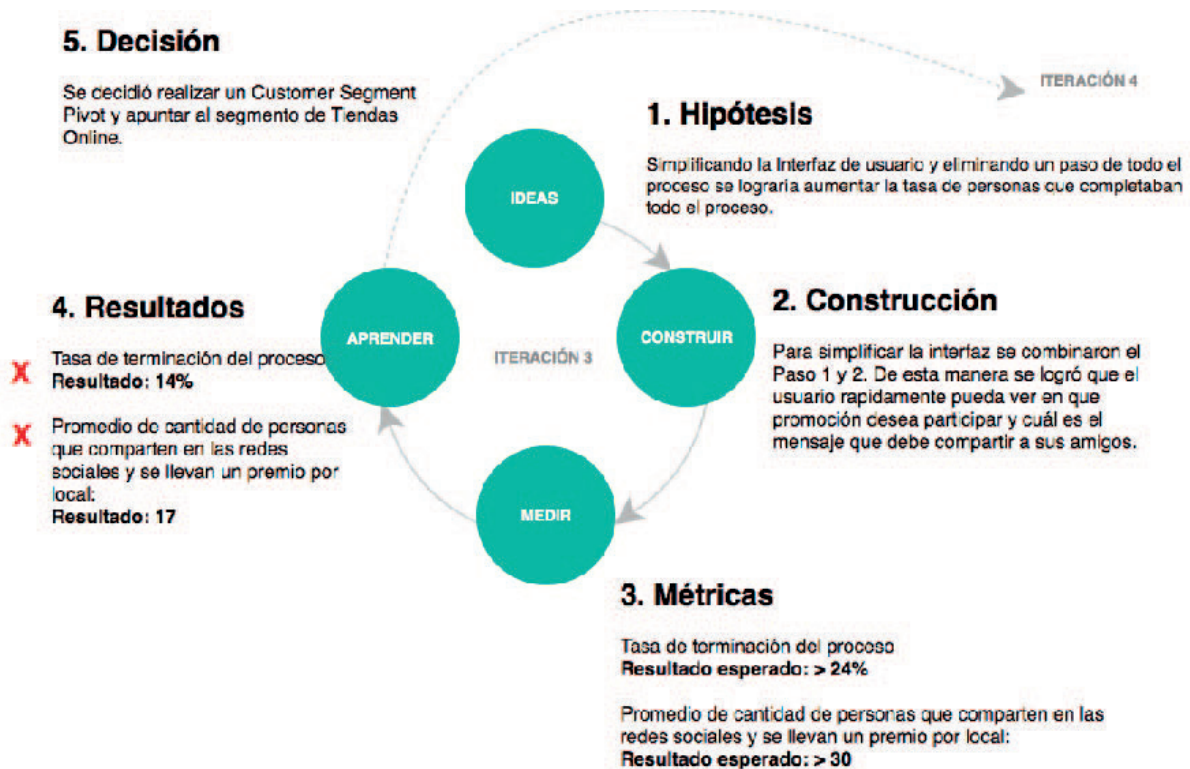 5. Decisión
Se decidió realizar un Customer Segment
Pivot y apuntar al segmento de Tiendas
Online.
ITERACIÓN 4
1. Hipótesis
Simplificando la Interfaz de usuario y eliminando un paso de todo el
proceso se lograria aumentar la tasa de personas que completaban
todo el proceso.
IDEAS
CONSTRUIR
2. Construcción
Para simplificar la interfaz se combinaron el
Paso 1 y 2. De esta manera se logró que el
usuario rapidamente pueda ver en que
promoción desea participar y cuál es el
mensaje que debe compartir a sus amigos.
ITERACIÓN 3
APRENDER
4. Resultados
X Tasa de terminación del proceso
Resultado: 14%
X Promedio de cantidad de personas
que comparten en las redes
sociales y se llevan un premio por
local:
Resultado: 17
MEDIR
3. Métricas
Tasa de terminación del proceso
Resultado esperado: > 24%
Promedio de cantidad de personas que comparten en las
redes sociales y se llevan un premio por local:
Resultado esperado: > 30